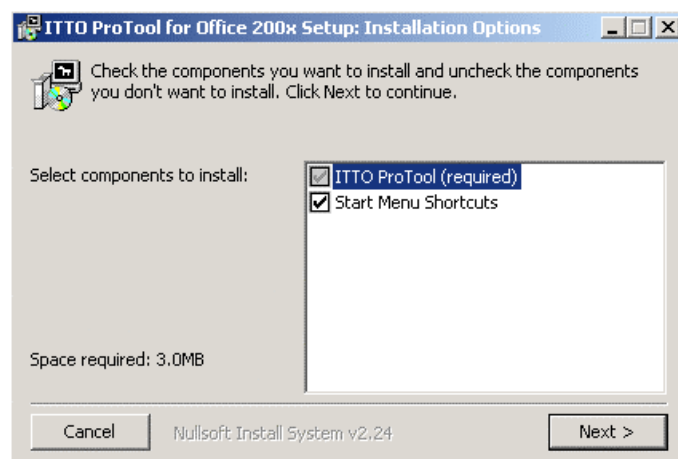 ITTO ProTool for Office 200x Setup: Installation Options
Check the components you want to install and uncheck the components
you don't want to install. Click Next to continue.
Select components to install:
ITTO ProTool (required)
Start Menu Shortcuts
Space required: 3.0MB
Cancel
Nullsoft Install System v2.24
Next >